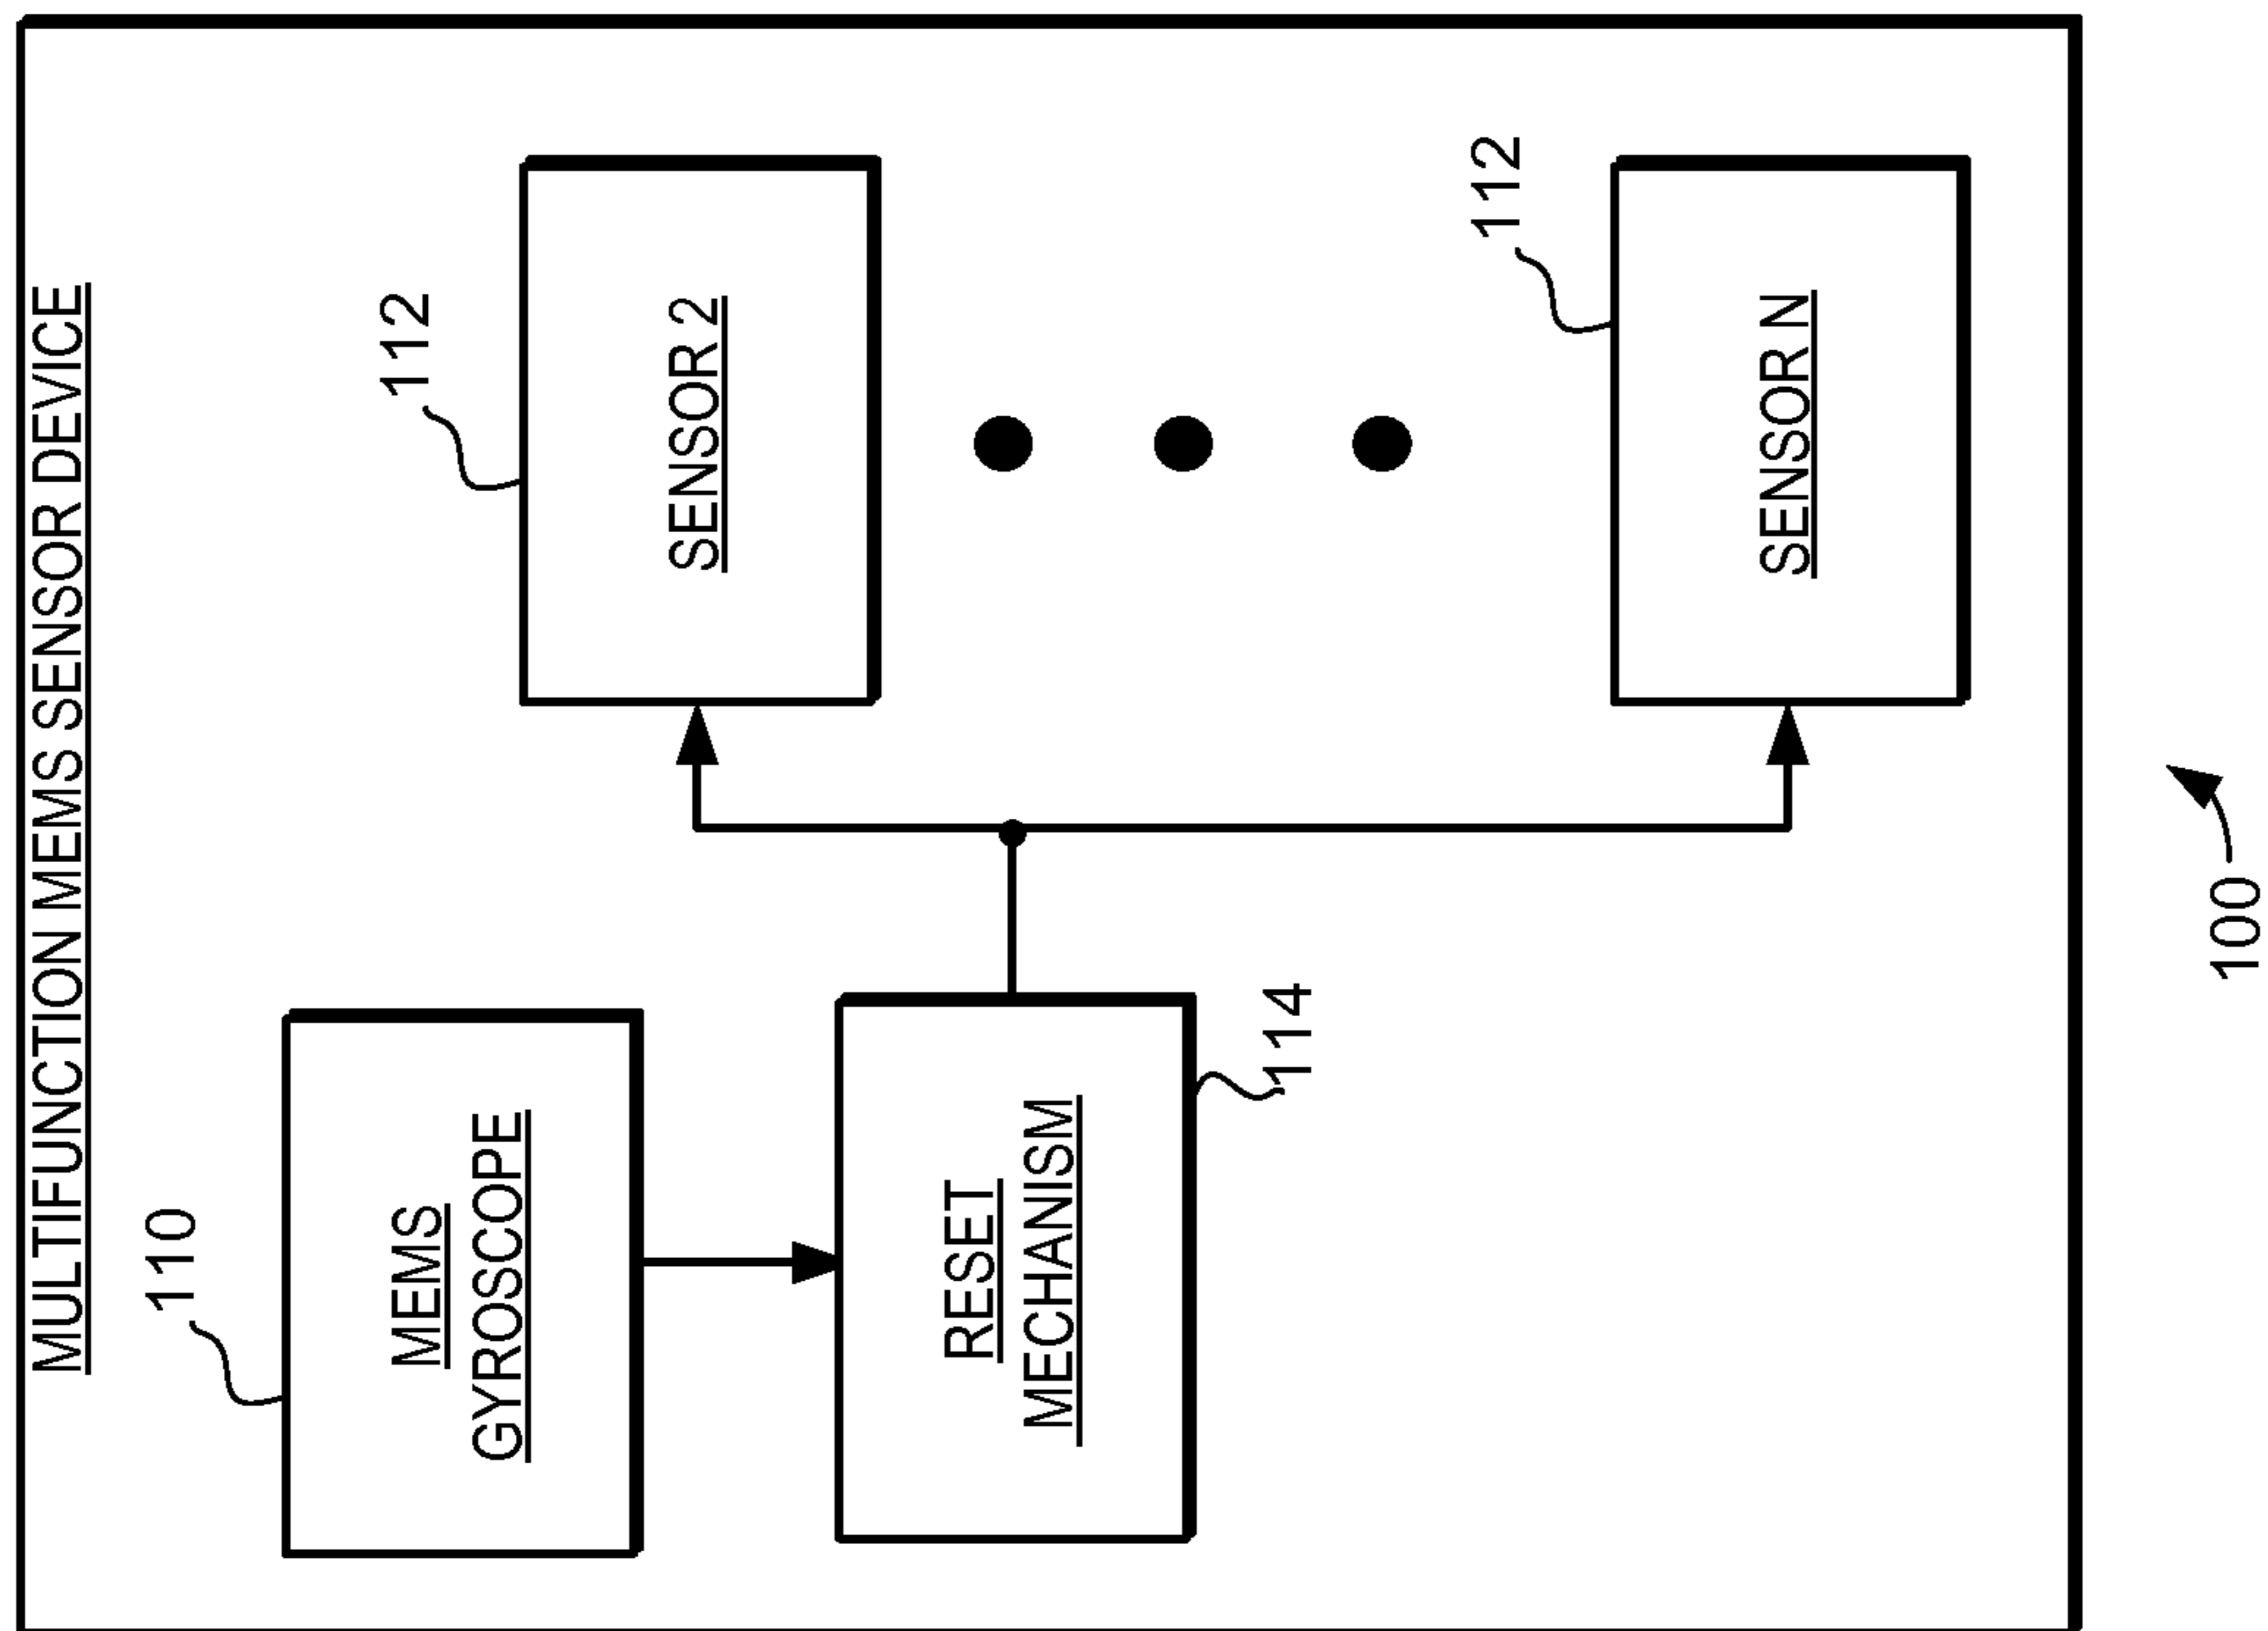 MULTIFUNCTION MEMS SENSOR DEVICE
110
MEMS
GYROSCOPE
RESET
MECHANISM
114
112
SENSOR 2
112
SENSOR N
100